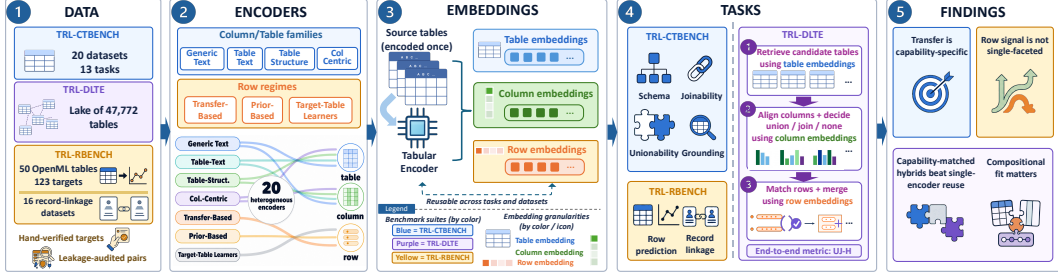 1 DATA
TRL-CTBENCH
20 datasets
13 tasks
TRL-DLTE
Lake of 47,772
tables
TRL-RBENCH
50 OpenML tables
123 targets
16 record-linkage
datasets
Hand-verified targets
Leakage-audited pairs
2 ENCODERS
Column/Table families
Generic
Text
Table
Text
Table
Structure
Col
Centric
Row regimes
Transfer-
Based
Prior-
Based
Target-Table
Learners
Generic Text
Table-Text
Table-Struct.
CoL-Centric
Transfer-Based
Prior-Based
Target-Table Learners
20
heterogeneous
encoders
table
column
row
3 EMBEDDINGS
Source tables
(encoded once)
Tabular
Encoder
Table embeddings
...
Column embeddings
...
Row embeddings
...
Reusable across tasks and datasets
Legend
Benchmark suites (by color)
Blue = TRL-CTBENCH
Purple = TRL-DLTE
Yellow = TRL-RBENCH
Embedding granularities
(by color / icon)
Table embedding
Column embedding
Row embedding
4 TASKS
TRL-CTBENCH
Schema
Joinability
Unionability
Grounding
TRL-RBENCH
Row
prediction
Record
linkage
TRL-DLTE
1
Retrieve candidate tables
using table embeddings
...
2
Align columns + decide
union / join / none
using column embeddings
...
3
Match rows + merge
using row embeddings
End-to-end metric: UJ-H
5 FINDINGS
Transfer is
capability-specific
Row signal is not
single-faceted
Capability-matched
hybrids beat single-
encoder reuse
Compositional
fit matters